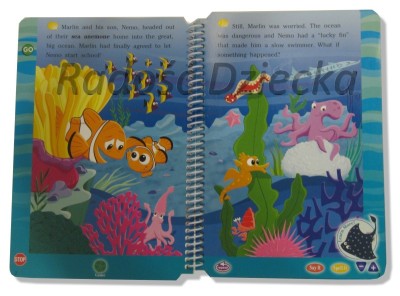 Marlin and his son, Nemo, headed out
of their sea anemone home into the great,
big ocean. Marlin had finally agreed to let
Nemo start school!
Still, Marlin was worried. The ocean
was dangerous and Nemo had a "lucky fin"
that made him a slow swimmer. What if
something happened?
Radość Dziecka
GO
STOP